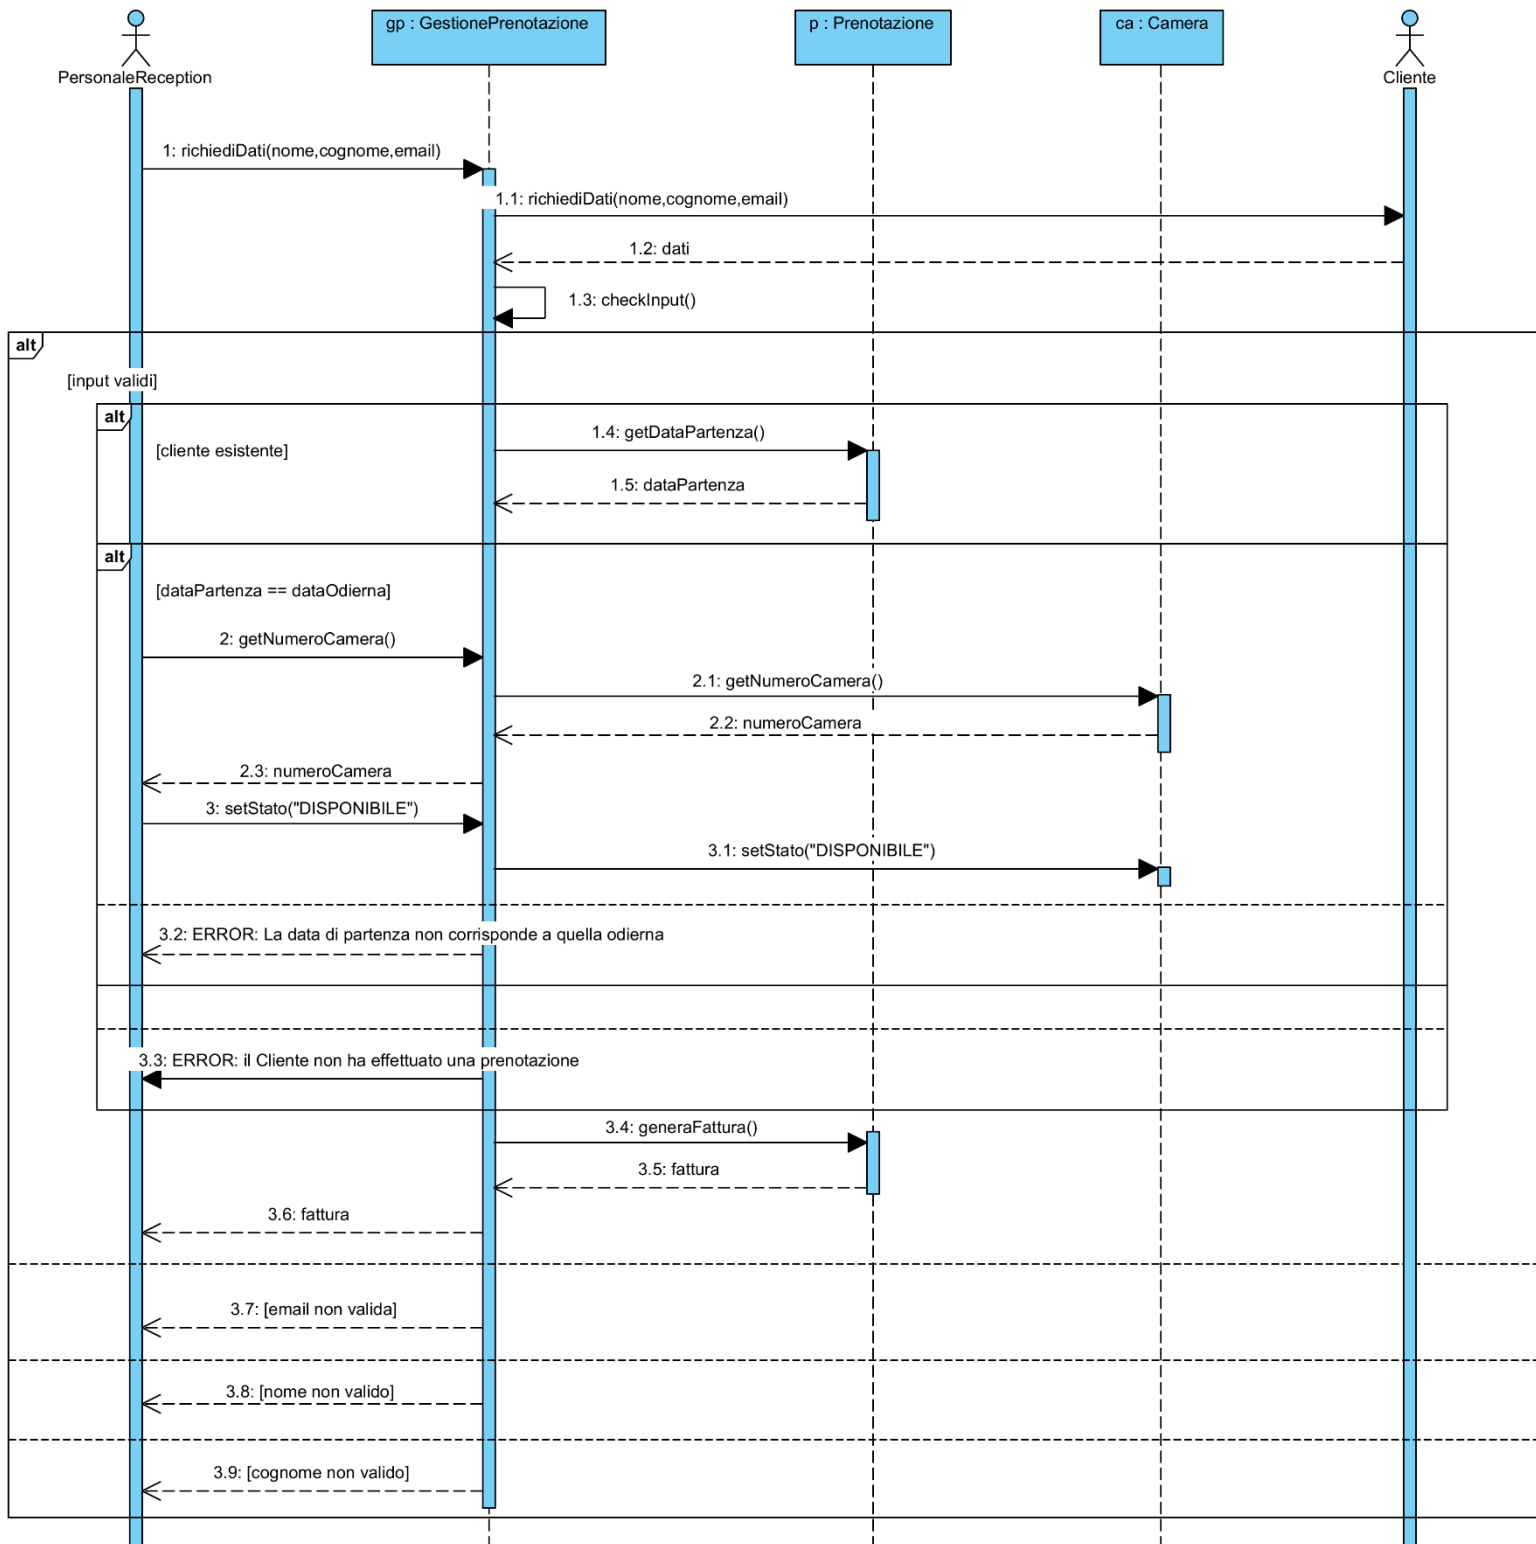 gp : GestionePrenotazione
p : Prenotazione
ca : Camera
PersonaleReception
Cliente
1: richiediDati(nome,cognome,email)
1.1: richiediDati(nome,cognome,email)
1.2: dati
1.3: checkInput()
alt
[input validi]
alt
[cliente esistente]
1.4: getDataPartenza()
1.5: dataPartenza
alt
[dataPartenza == dataOdierna]
2: getNumeroCamera()
2.1: getNumeroCamera()
2.2: numeroCamera
2.3: numeroCamera
3: setStato("DISPONIBILE")
3.1: setStato("DISPONIBILE")
3.2: ERROR: La data di partenza non corrisponde a quella odierna
3.3: ERROR: il Cliente non ha effettuato una prenotazione
3.4: generaFattura()
3.5: fattura
3.6: fattura
3.7: [email non valida]
3.8: [nome non valido]
3.9: [cognome non valido]